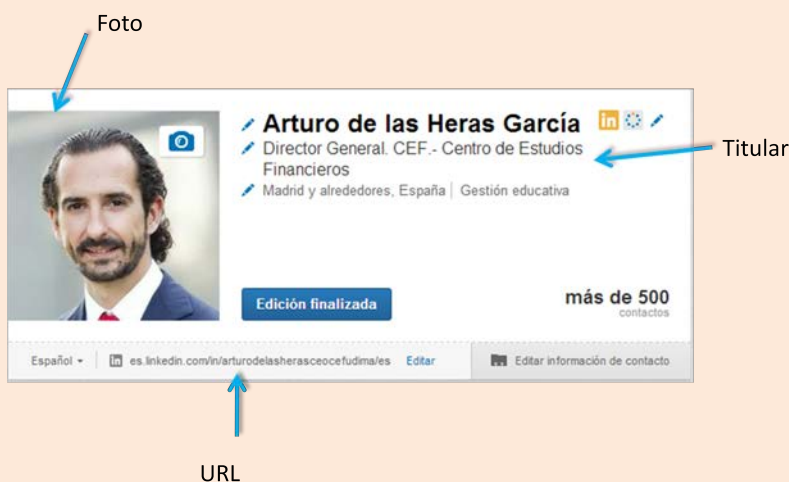 Foto
Arturo de las Heras García
Director General. CEF.- Centro de Estudios
Financieros
Titular
Madrid y alrededores, España | Gestión educativa
Edición finalizada
más de 500
contactos
Español
es.linkedin.com/in/arturodelasherasceocefudima/es Editar
Editar información de contacto
URL